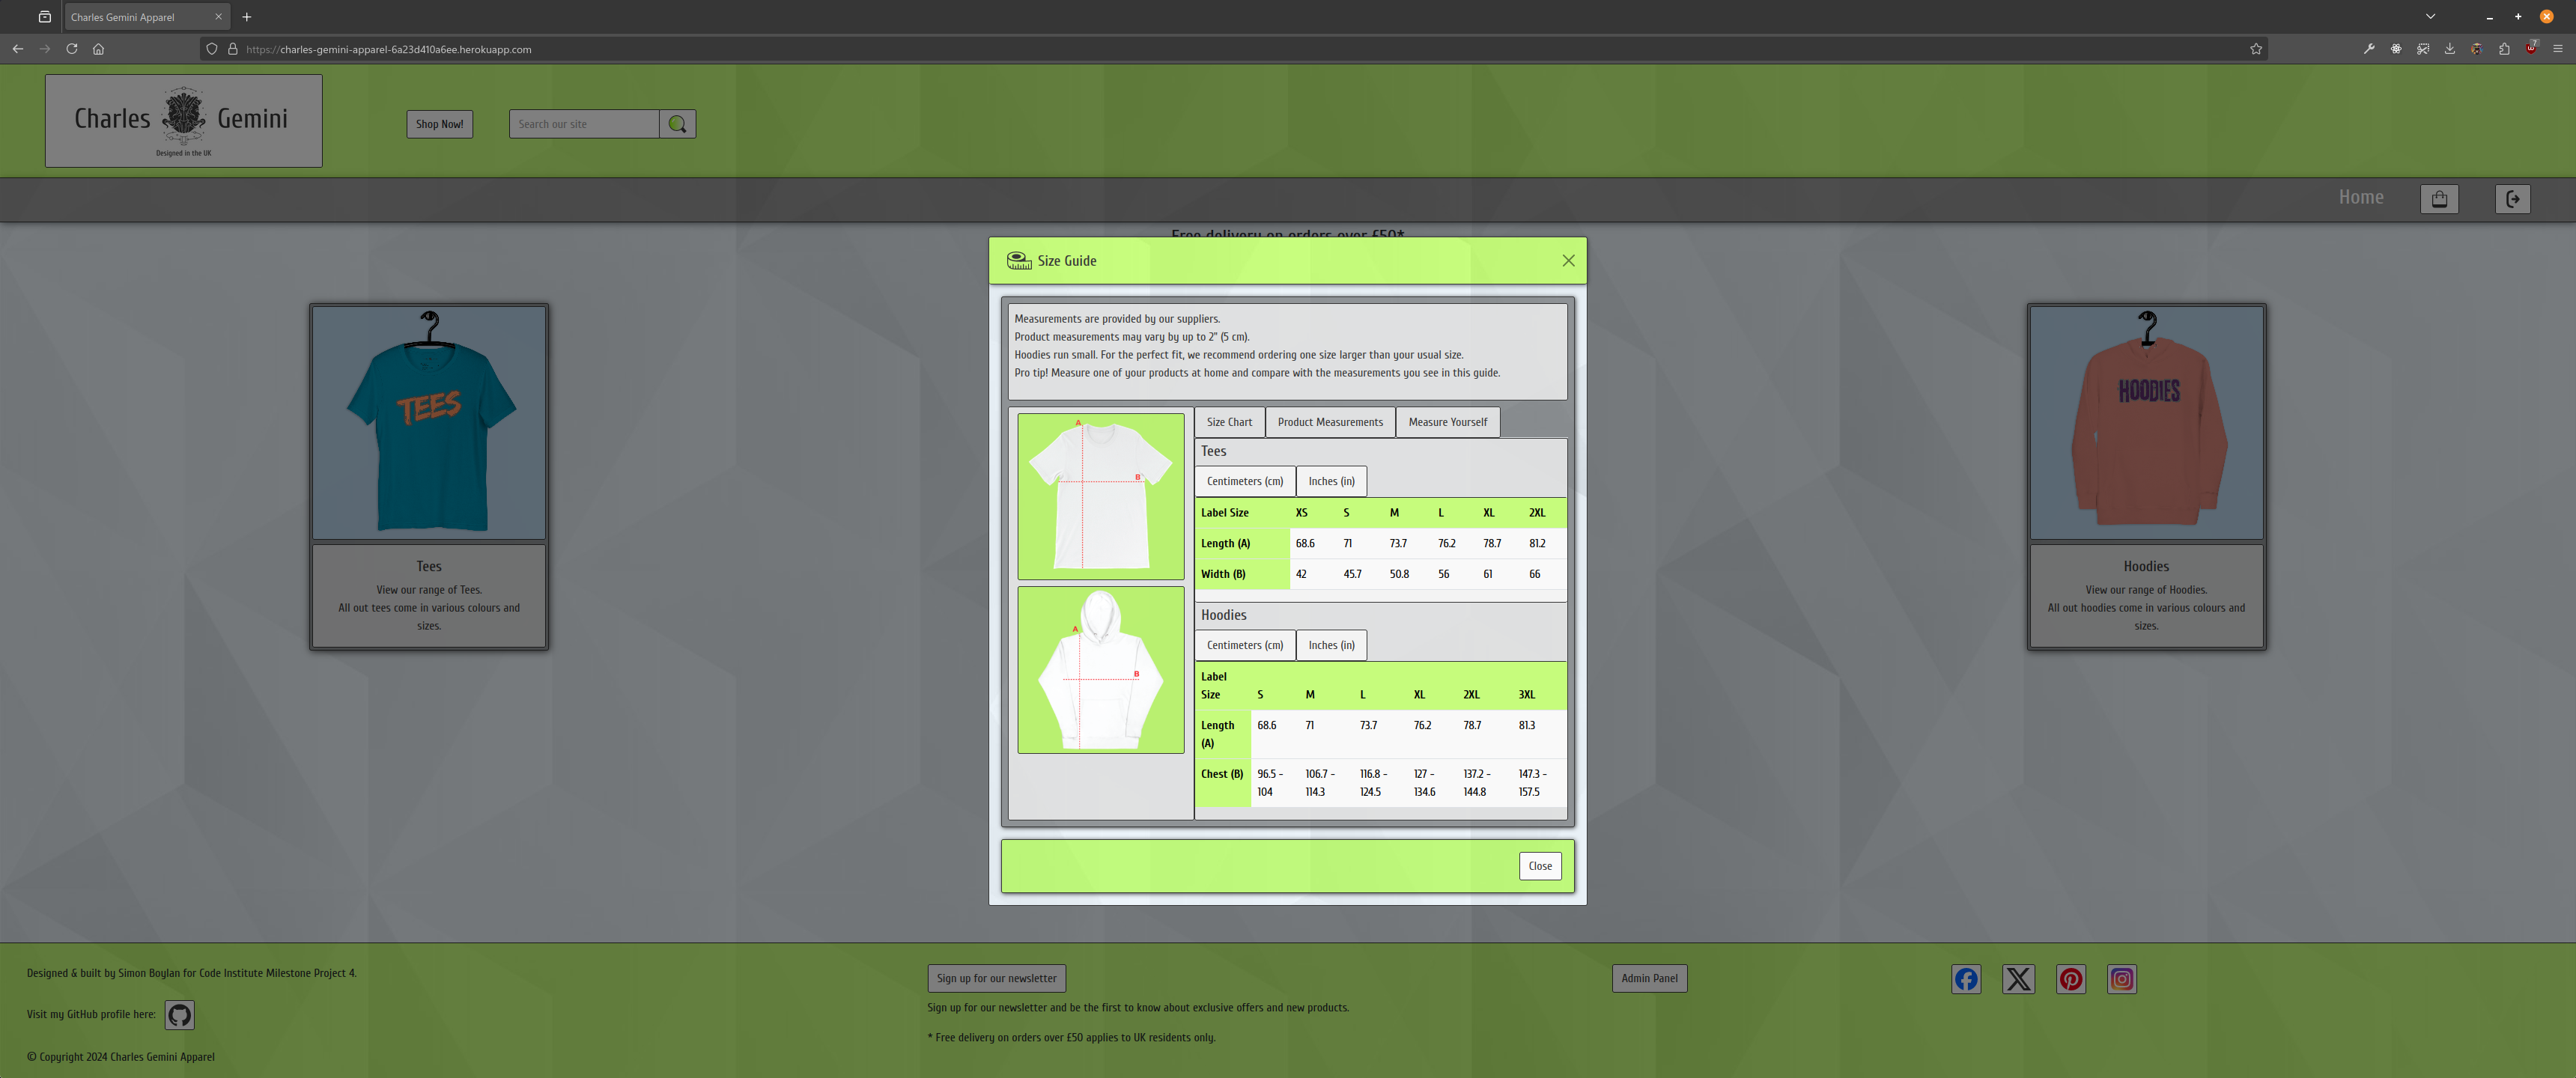 Charles Gemini Apparel
https://charles-gemini-apparel-6a23d410a6ee.herokuapp.com
7
Charles Gemini
Designed in the UK
Shop Now!
Search our site
Home
Free delivery on orders over £50*
Size Guide
Measurements are provided by our suppliers.
Product measurements may vary by up to 2" (5 cm).
Hoodies run small. For the perfect fit, we recommend ordering one size larger than your usual size.
Pro tip! Measure one of your products at home and compare with the measurements you see in this guide.
A
B
A
B
Size Chart Product Measurements Measure Yourself
Tees
Centimeters (cm) Inches (in)
Label Size XS S M L XL 2XL
Length (A) 68.6 71 73.7 76.2 78.7 81.2
Width (B) 42 45.7 50.8 56 61 66
Hoodies
Centimeters (cm) Inches (in)
Label
Size S M L XL 2XL 3XL
Length 68.6 71 73.7 76.2 78.7 81.3
(A)
Chest (B) 96.5 - 106.7 - 116.8 - 127 - 137.2 - 147.3 -
104 114.3 124.5 134.6 144.8 157.5
Close
TEES
Tees
View our range of Tees.
All out tees come in various colours and
sizes.
HOODIES
Hoodies
View our range of Hoodies.
All out hoodies come in various colours and
sizes.
Designed & built by Simon Boylan for Code Institute Milestone Project 4.
Visit my GitHub profile here:
© Copyright 2024 Charles Gemini Apparel
Sign up for our newsletter
Sign up for our newsletter and be the first to know about exclusive offers and new products.
* Free delivery on orders over £50 applies to UK residents only.
Admin Panel